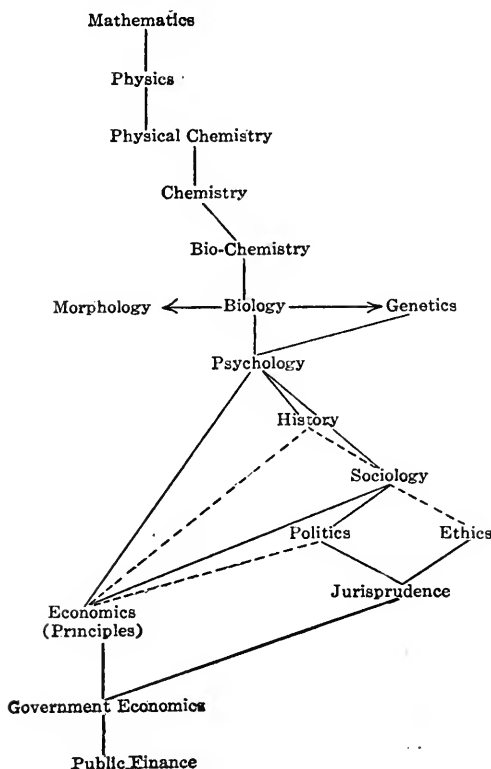 Mathematics
Physics
Physical Chemistry
Chemistry
Bio-Chemistry
Morphology Biology Genetics
Psychology
History
Sociology
Politics Ethics
Jurisprudence
Economics
(Principles)
Government Economics
Public Finance